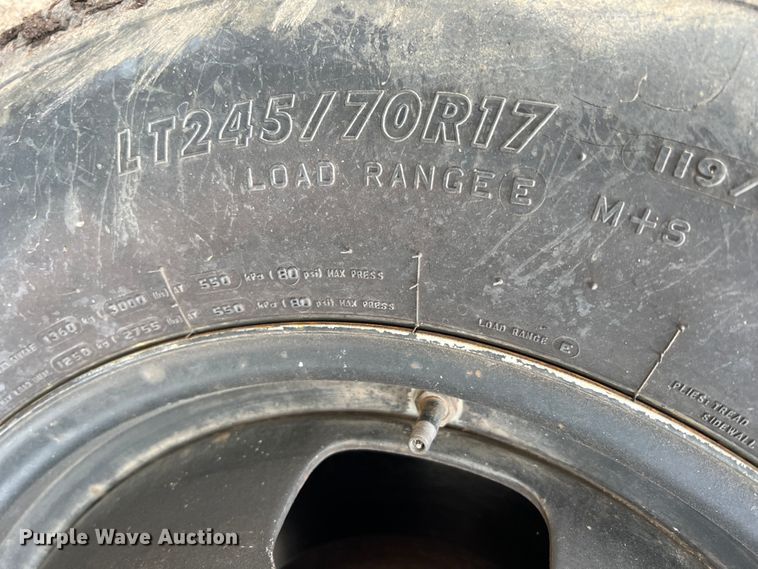 LT245/70R17
119/
LOAD RANGE E
M+S
1360 kg (3000 lbs) AT 550 kPa (80 psi) MAX PRESS
1250 kg (2755 lbs) AT 550 kPa (80 psi) MAX PRESS
LOAD RANGE E
PLIES: TREAD
SIDEWALL
Purple Wave Auction